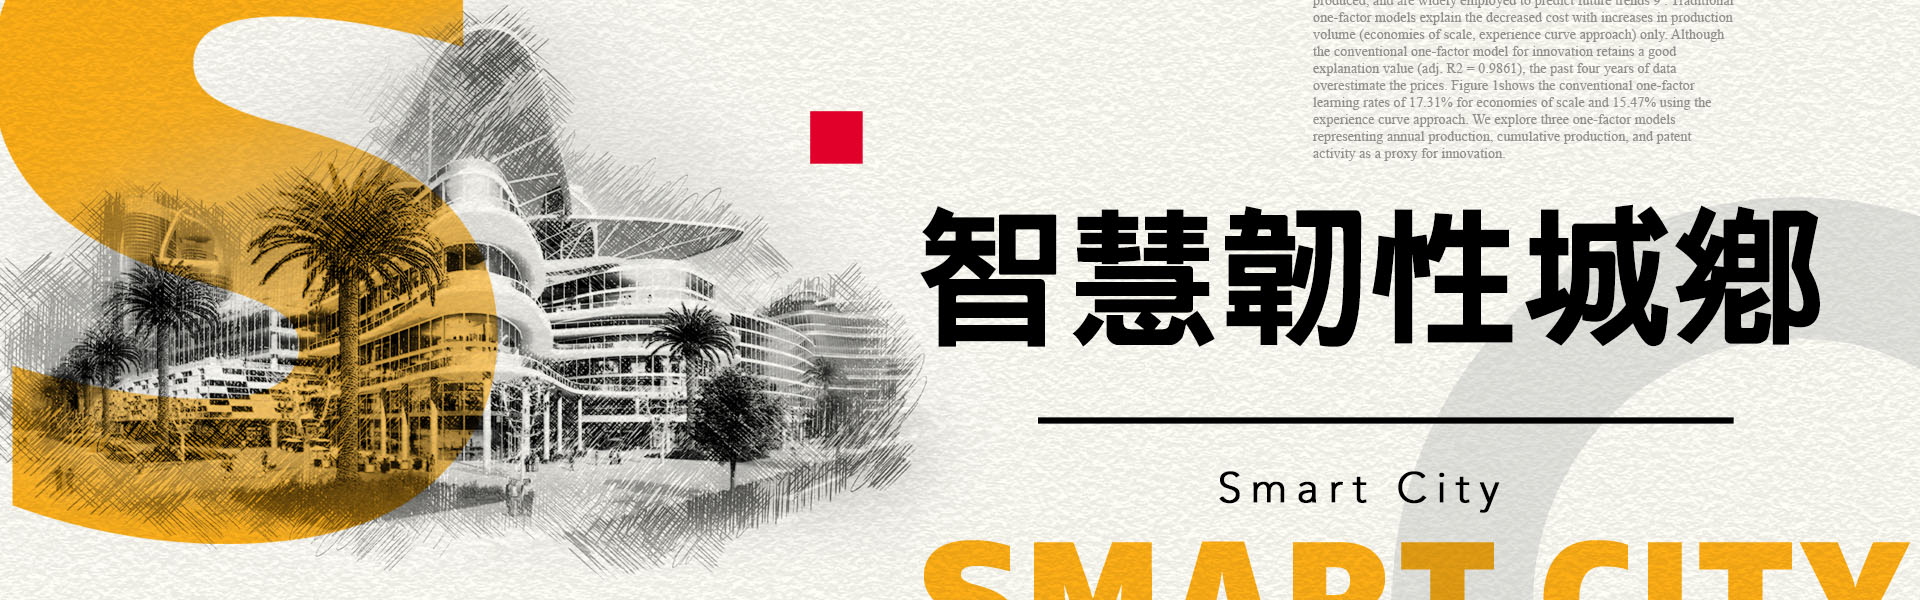 produced, and are widely employed to predict future trends 9 . Traditional
one-factor models explain the decreased cost with increases in production
volume (economies of scale, experience curve approach) only. Although
the conventional one-factor model for innovation retains a good
explanation value (adj. R2 = 0.9861), the past four years of data
overestimate the prices. Figure 1shows the conventional one-factor
learning rates of 17.31% for economies of scale and 15.47% using the
experience curve approach. We explore three one-factor models
representing annual production, cumulative production, and patent
activity as a proxy for innovation.
智慧韌性城鄉
Smart City
SMART CITY
S